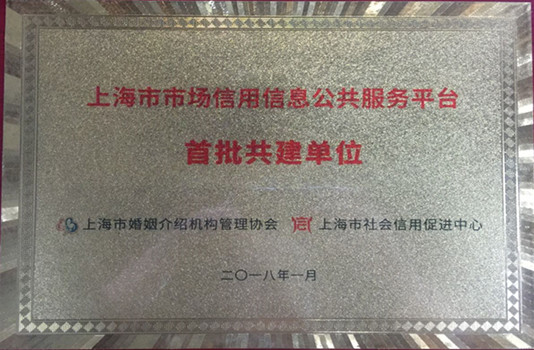 上海市市场信用信息公共服务平台
首批共建单位
上海市婚姻介绍机构管理协会 上海市社会信用促进中心
二〇一八年一月